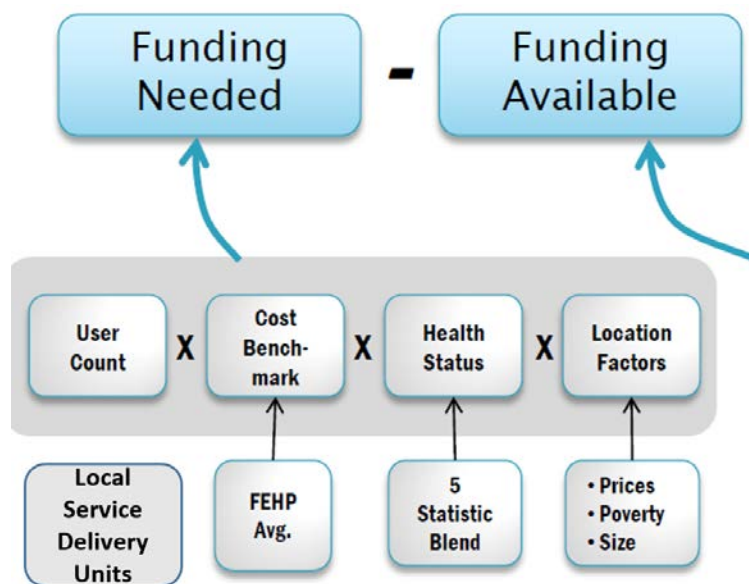 Funding
Needed
-
Funding
Available
User
Count
X
Cost
Bench-
mark
X
Health
Status
X
Location
Factors
Local
Service
Delivery
Units
FEHP
Avg.
5
Statistic
Blend
• Prices
• Poverty
• Size